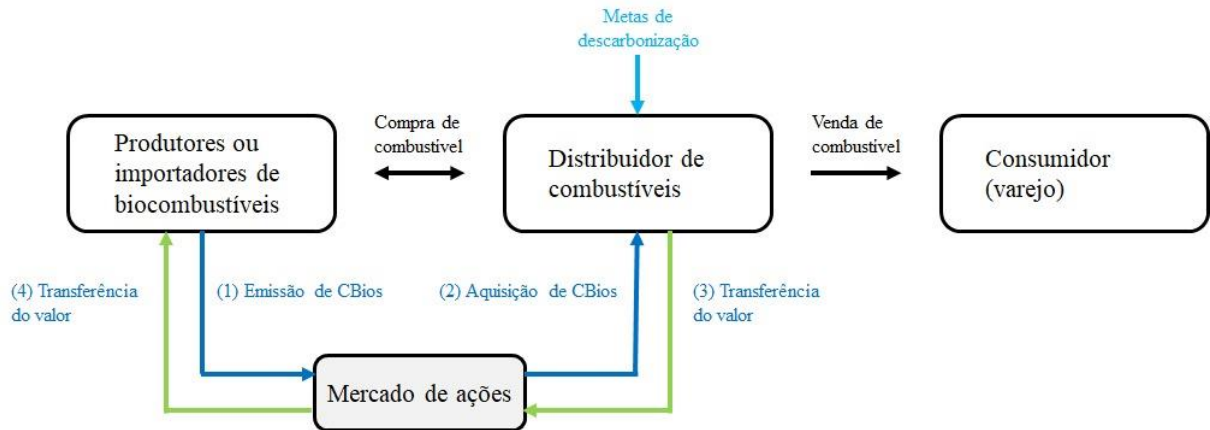 Metas de
descarbonização
Produtores ou
importadores de
biocombustíveis
Compra de
combustível
Distribuidor de
combustíveis
Venda de
combustível
Consumidor
(varejo)
(4) Transferência
do valor
(1) Emissão de CBios
(2) Aquisição de CBios
(3) Transferência
do valor
Mercado de ações